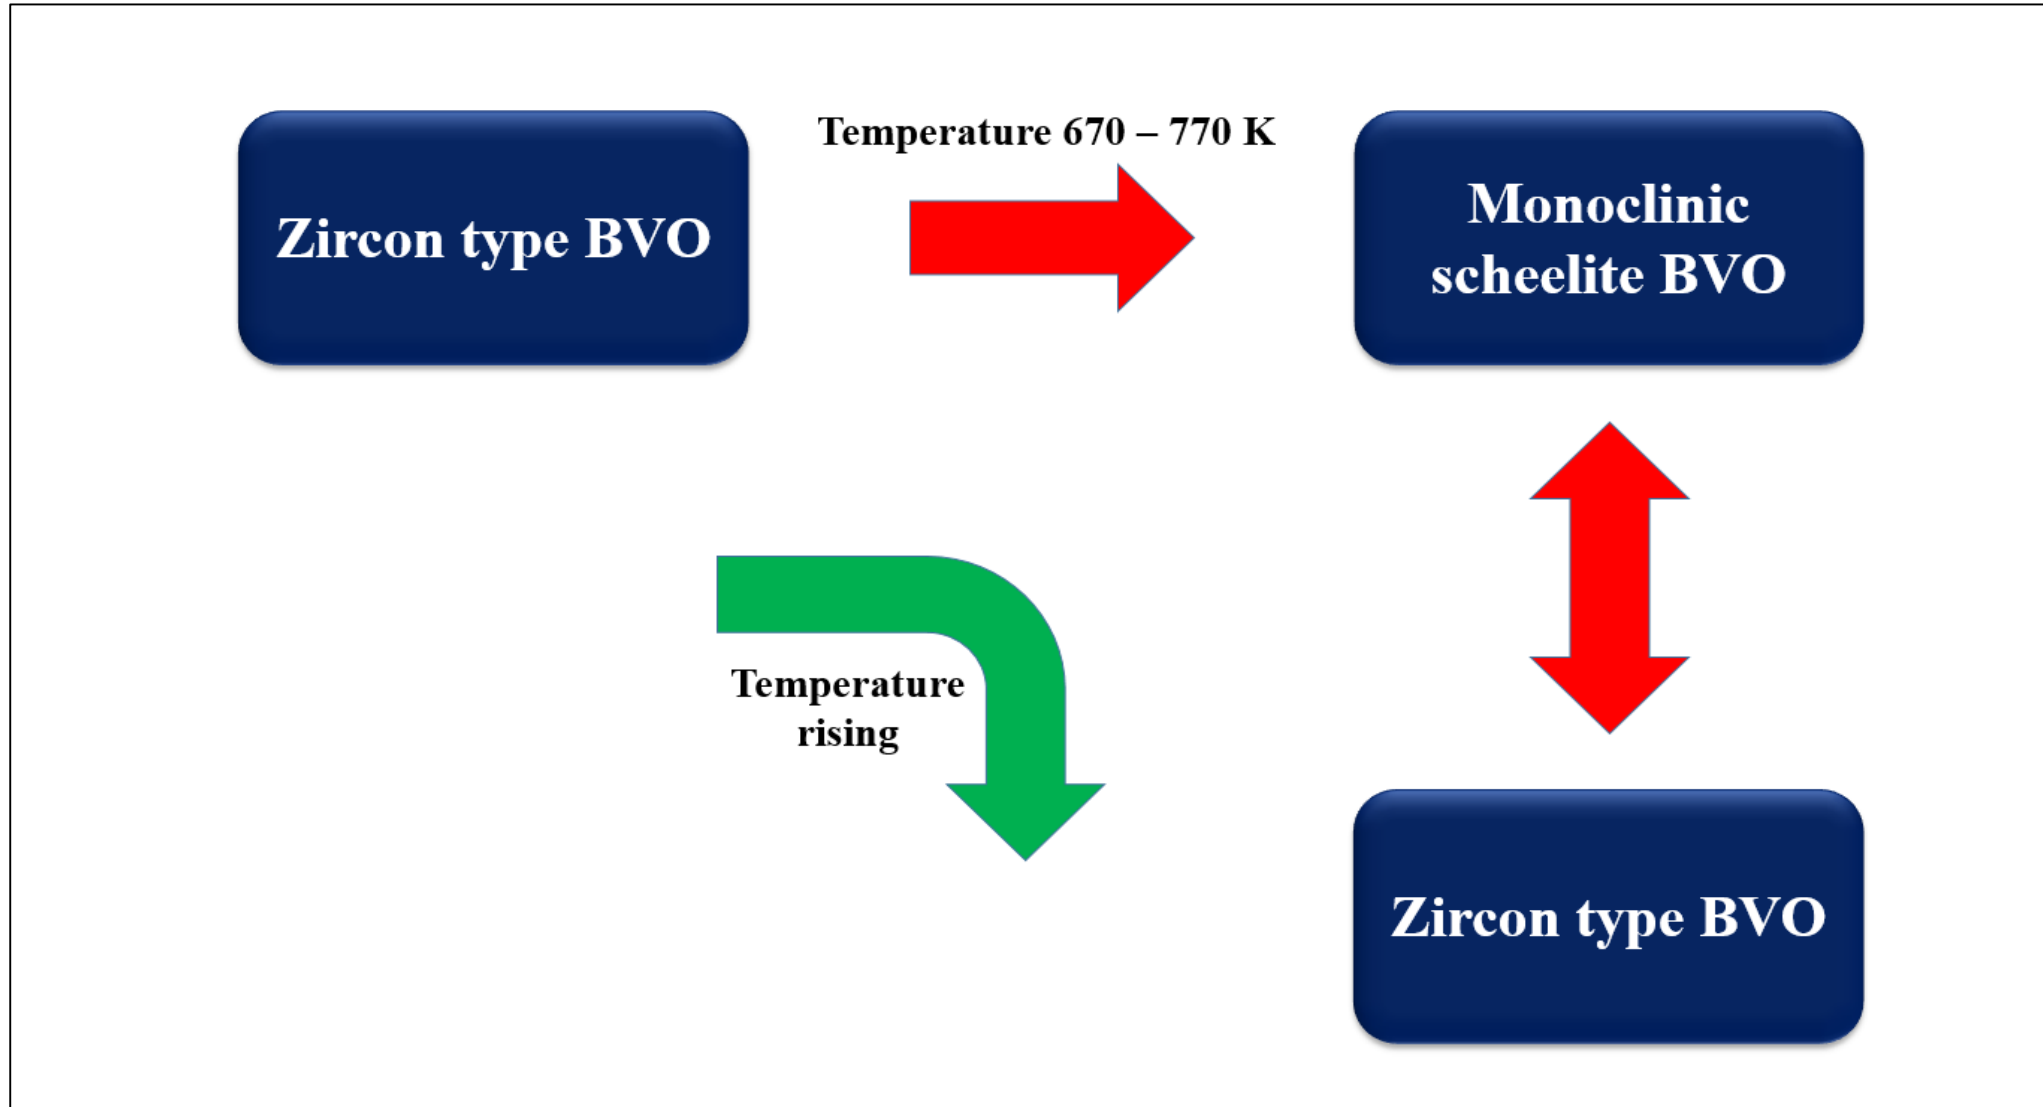 Temperature 670 – 770 K
Zircon type BVO
Monoclinic
scheelite BVO
Temperature
rising
Zircon type BVO